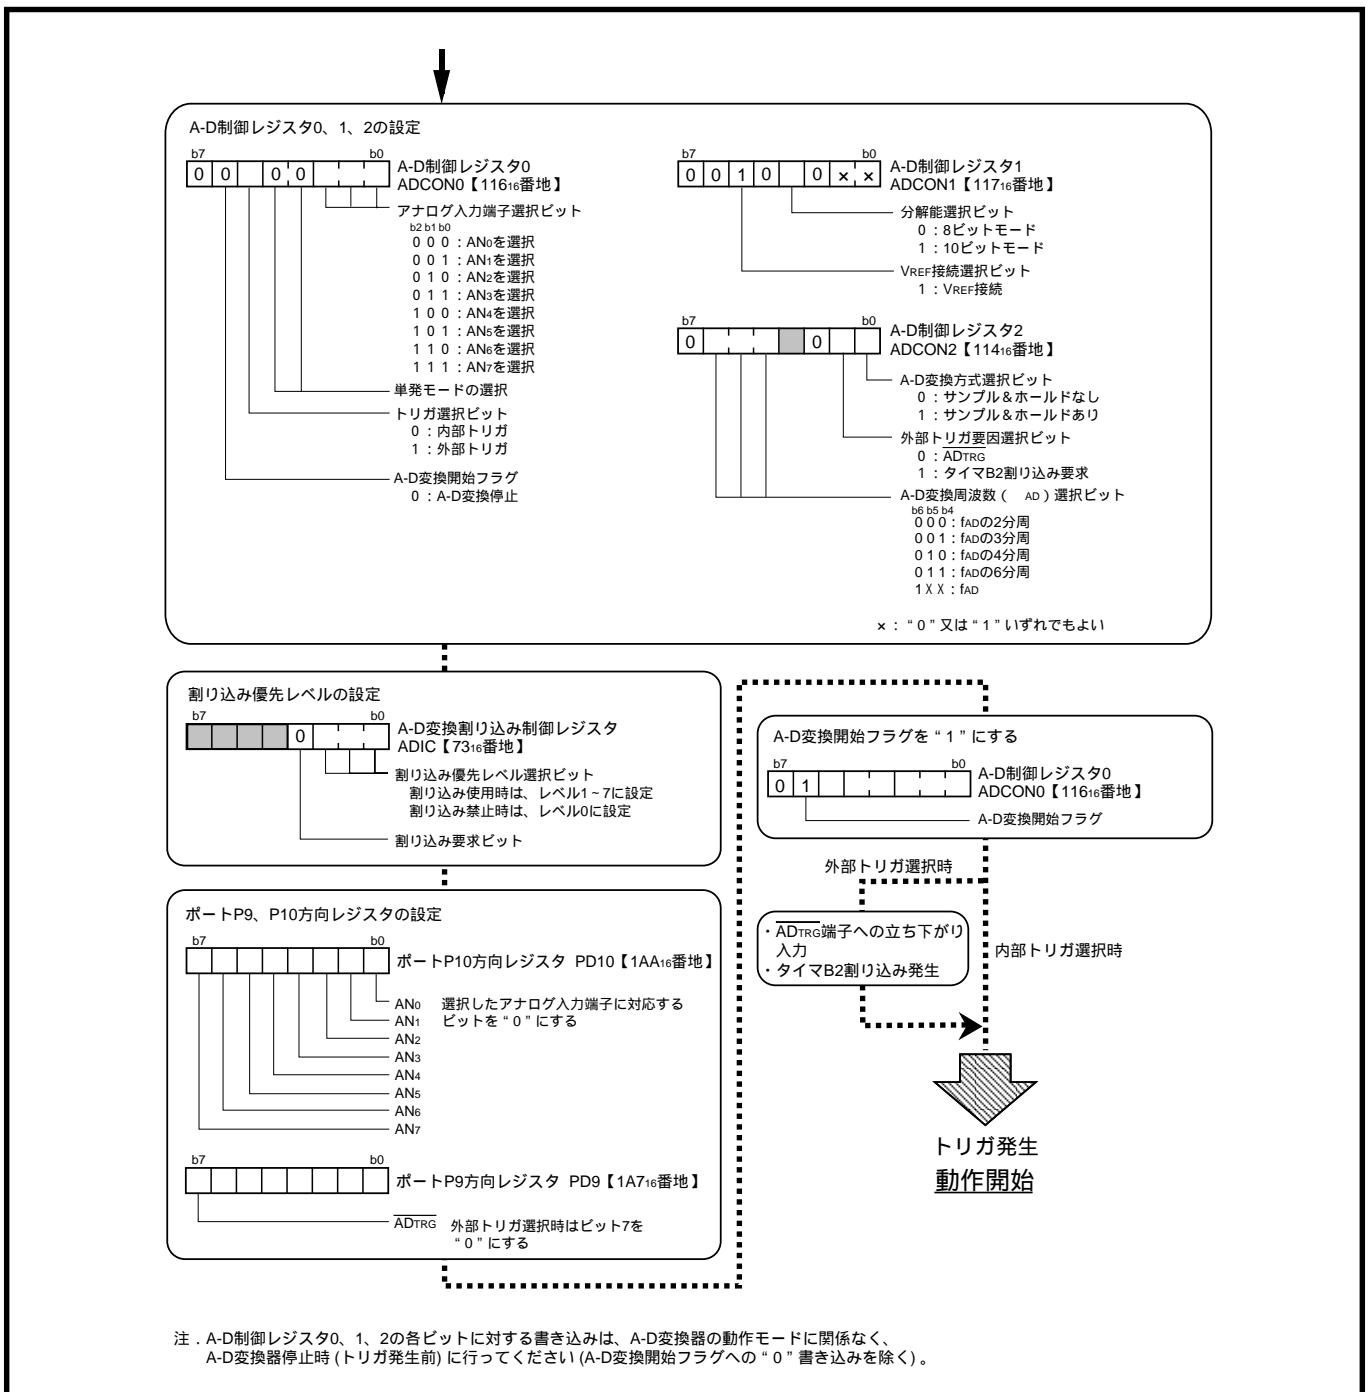 A-D制御レジスタ0、1、2の設定
b7 b0
0 0 0 0
A-D制御レジスタ0
ADCON0【116₁₆番地】
アナログ入力端子選択ビット
b2 b1 b0
0 0 0 : AN₀を選択
0 0 1 : AN₁を選択
0 1 0 : AN₂を選択
0 1 1 : AN₃を選択
1 0 0 : AN₄を選択
1 0 1 : AN₅を選択
1 1 0 : AN₆を選択
1 1 1 : AN₇を選択
単発モードの選択
トリガ選択ビット
0 : 内部トリガ
1 : 外部トリガ
A-D変換開始フラグ
0 : A-D変換停止
b7 b0
0 0 1 0 0 × ×
A-D制御レジスタ1
ADCON1【117₁₆番地】
分解能選択ビット
0 : 8ビットモード
1 : 10ビットモード
VREF接続選択ビット
1 : VREF接続
b7 b0
0 0
A-D制御レジスタ2
ADCON2【114₁₆番地】
A-D変換方式選択ビット
0 : サンプル&ホールドなし
1 : サンプル&ホールドあり
外部トリガ要因選択ビット
0 : ADTRG
1 : タイマB2割り込み要求
A-D変換周波数( AD)選択ビット
b6 b5 b4
0 0 0 : fADの2分周
0 0 1 : fADの3分周
0 1 0 : fADの4分周
0 1 1 : fADの6分周
1 X X : fAD
× : “0”又は“1”いずれでもよい
割り込み優先レベルの設定
b7 b0
0
A-D変換割り込み制御レジスタ
ADIC【73₁₆番地】
割り込み優先レベル選択ビット
割り込み使用時は、レベル1~7に設定
割り込み禁止時は、レベル0に設定
割り込み要求ビット
ポートP9、P10方向レジスタの設定
b7 b0
ポートP10方向レジスタ PD10【1AA₁₆番地】
AN₀ 選択したアナログ入力端子に対応する
AN₁ ビットを“0”にする
AN₂
AN₃
AN₄
AN₅
AN₆
AN₇
b7 b0
ポートP9方向レジスタ PD9【1A7₁₆番地】
ADTRG 外部トリガ選択時はビット7を
“0”にする
A-D変換開始フラグを“1”にする
b7 b0
0 1
A-D制御レジスタ0
ADCON0【116₁₆番地】
A-D変換開始フラグ
外部トリガ選択時
・ADTRG端子への立ち下がり
入力
・タイマB2割り込み発生
内部トリガ選択時
トリガ発生
動作開始
注.A-D制御レジスタ0、1、2の各ビットに対する書き込みは、A-D変換器の動作モードに関係なく、
A-D変換器停止時 (トリガ発生前) に行ってください (A-D変換開始フラグへの“0”書き込みを除く)。